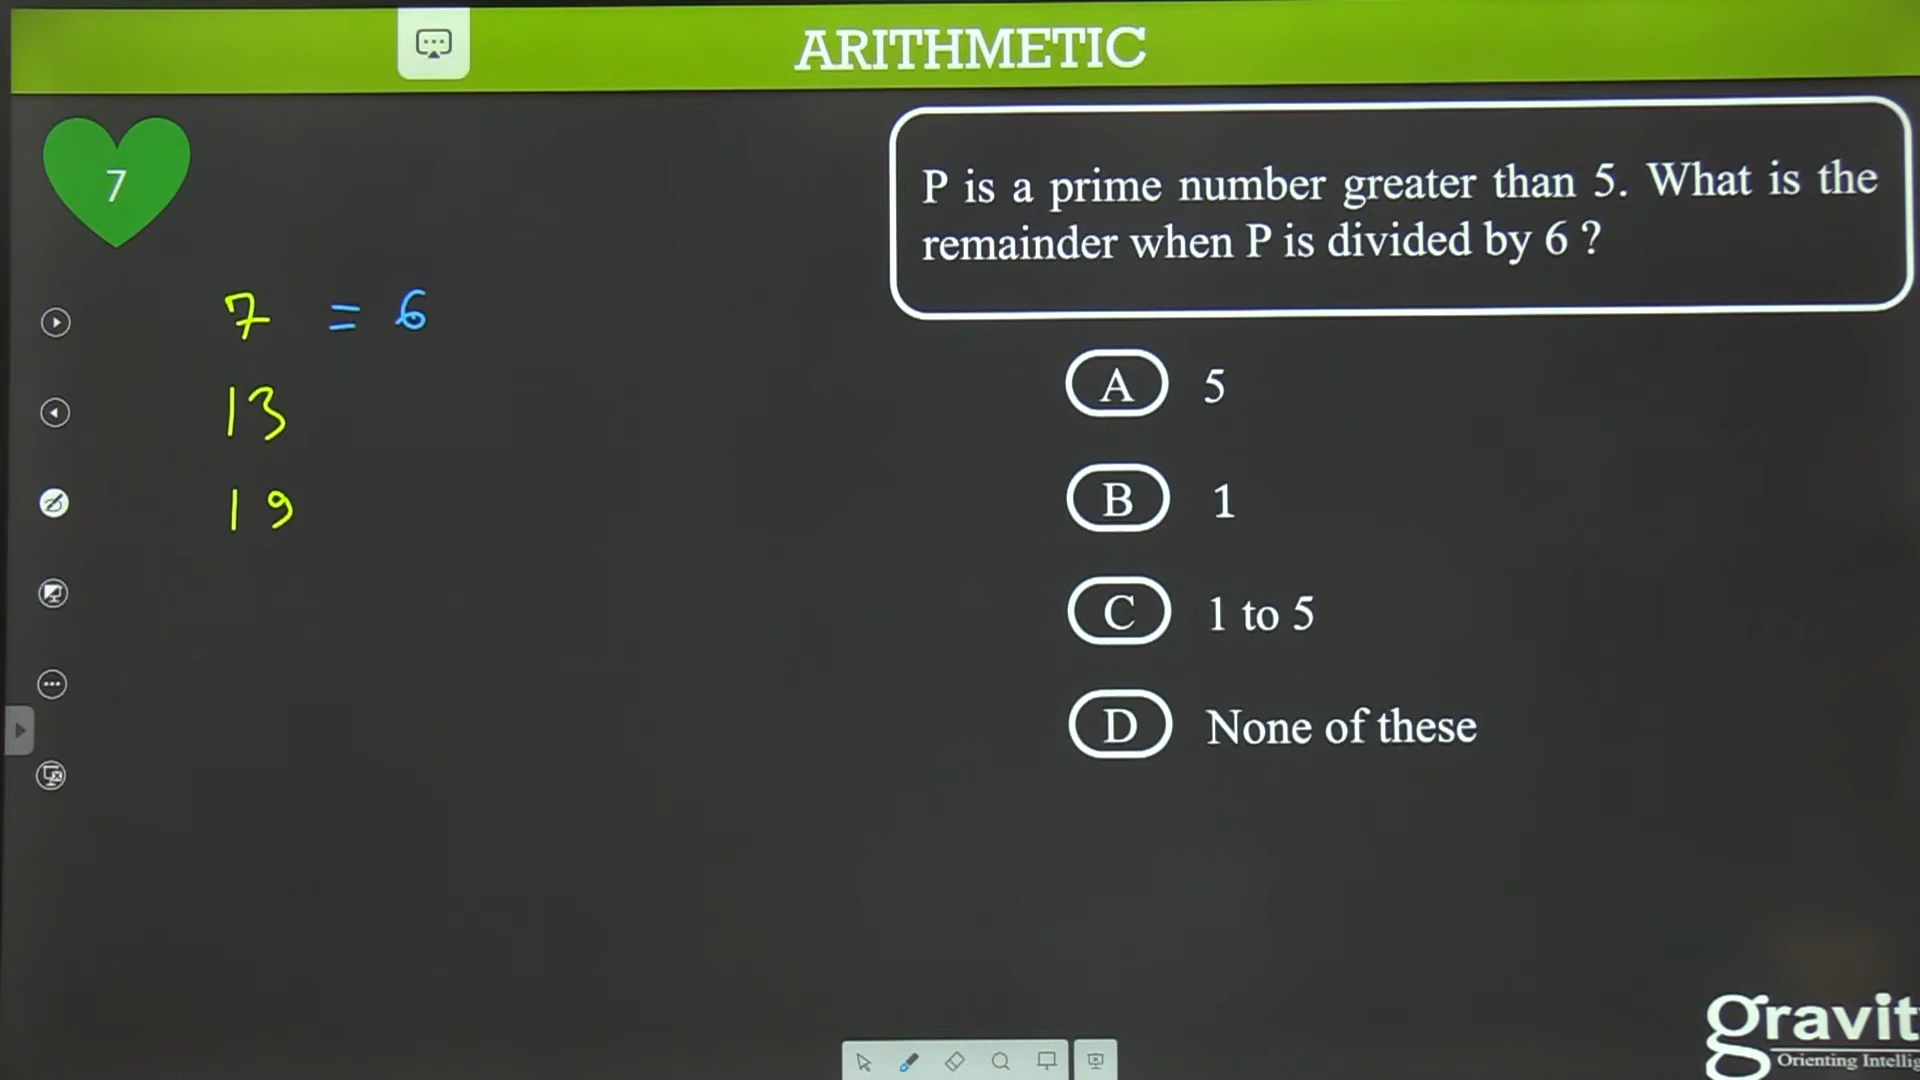 ARITHMETIC
7
P is a prime number greater than 5. What is the
remainder when P is divided by 6 ?
7 = 6
13
19
A 5
B 1
C 1 to 5
D None of these
gravit
Orienting Intellig